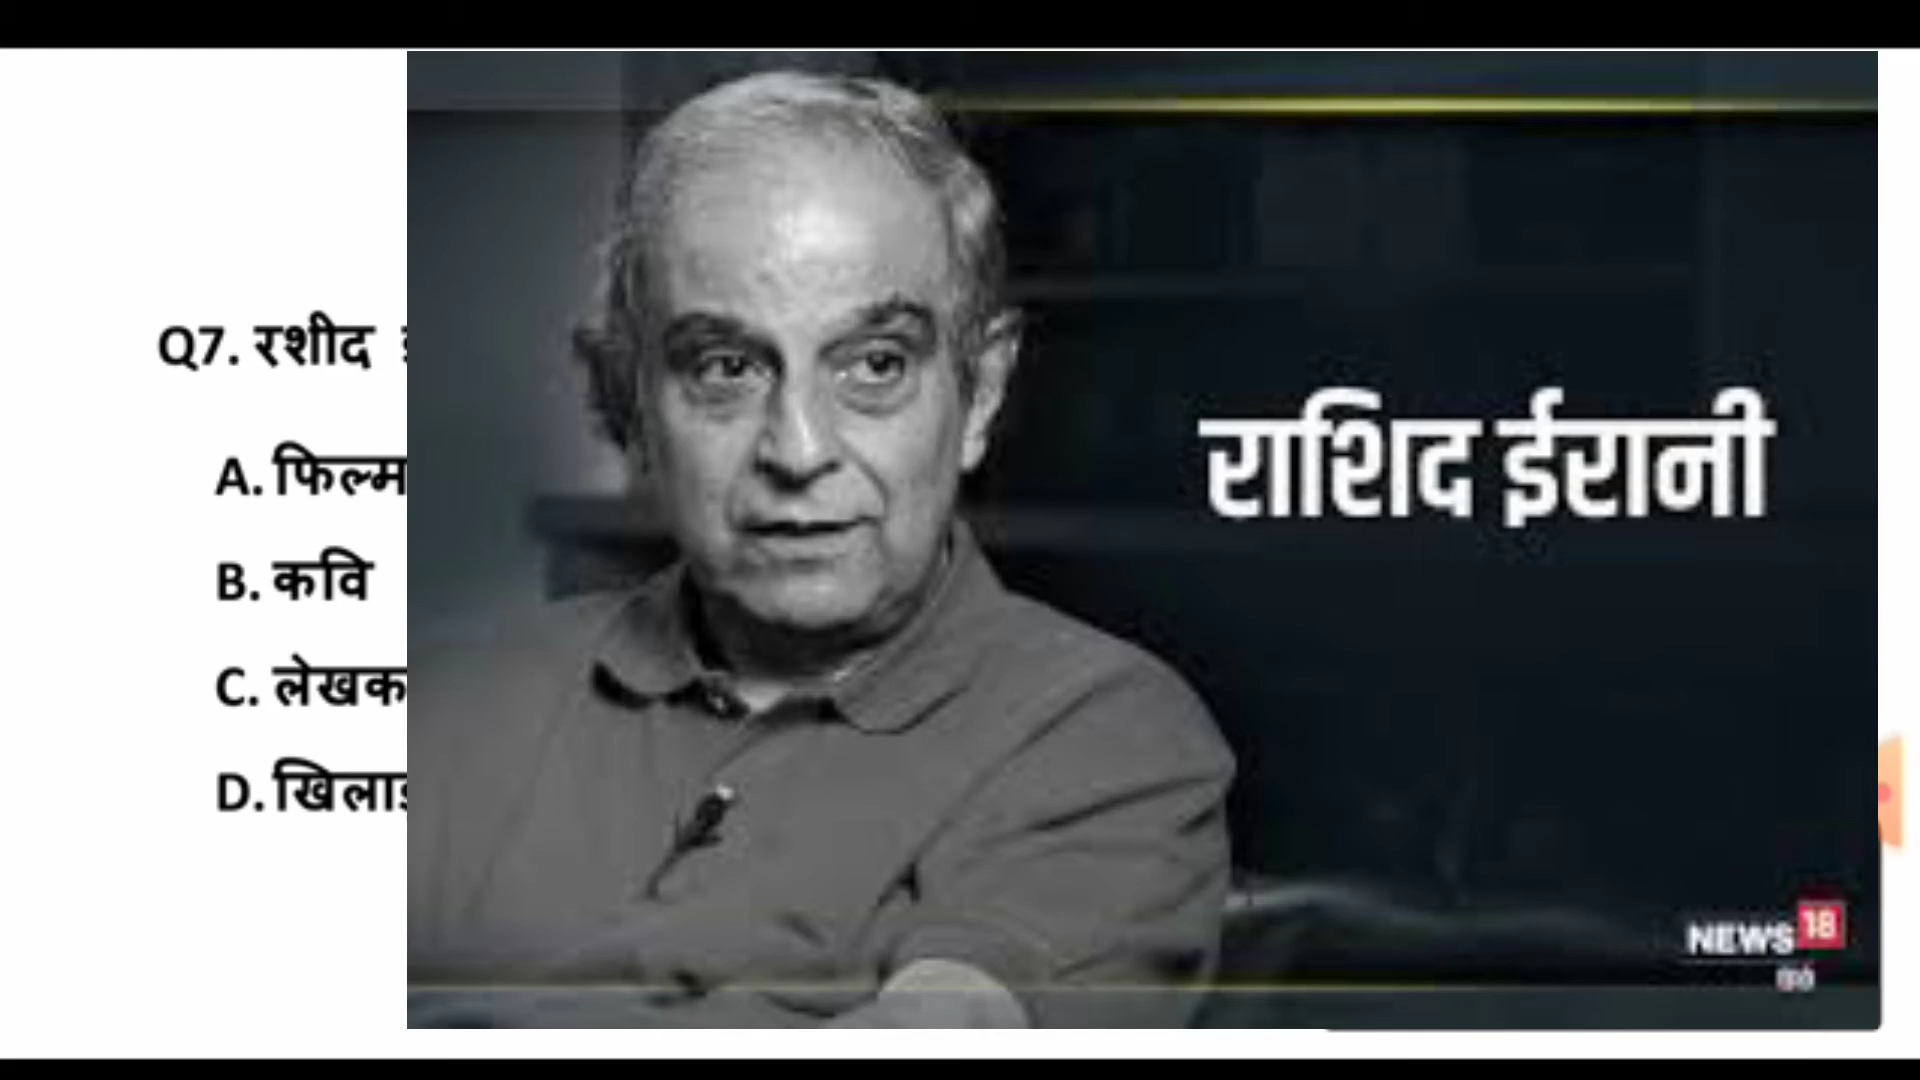 Q7. रशीद
राशिद ईरानी
A. फिल्म
B. कवि
C. लेखक
D. खिला
NEWS 18
हिंदी